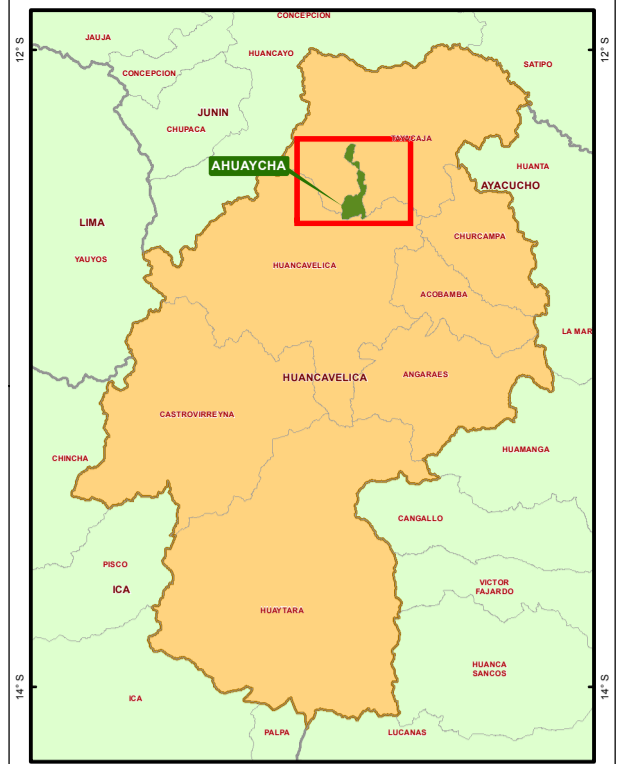 CONCEPCION
JAUJA
12° S
12° S
HUANCAYO
SATIPO
CONCEPCION
JUNIN
CHUPACA
TAYACAJA
AHUAYCHA
HUANTA
AYACUCHO
LIMA
CHURCAMPA
YAUYOS
HUANCAVELICA
ACOBAMBA
LA MAR
HUANCAVELICA
ANGARAES
CASTROVIRREYNA
HUAMANGA
CHINCHA
CANGALLO
PISCO
ICA
VICTOR
FAJARDO
HUAYTARA
HUANCA
SANCOS
14° S
14° S
ICA
PALPA
LUCANAS